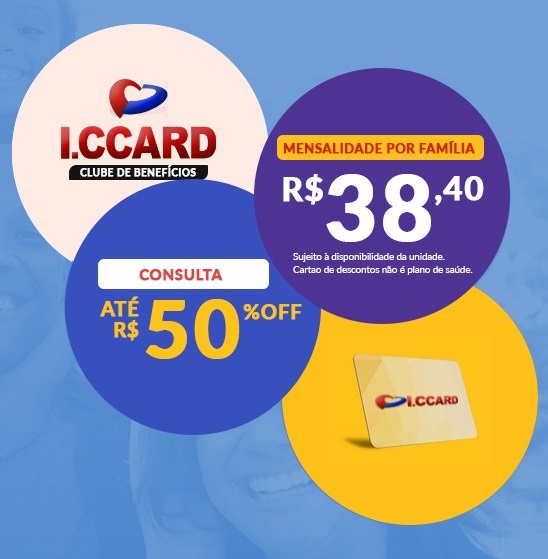 I.CCARD
CLUBE DE BENEFÍCIOS
MENSALIDADE POR FAMÍLIA
R$38,40
Sujeito à disponibilidade da unidade.
Cartao de descontos não é plano de saúde.
CONSULTA
ATÉ
R$ 50%OFF
I.CCARD